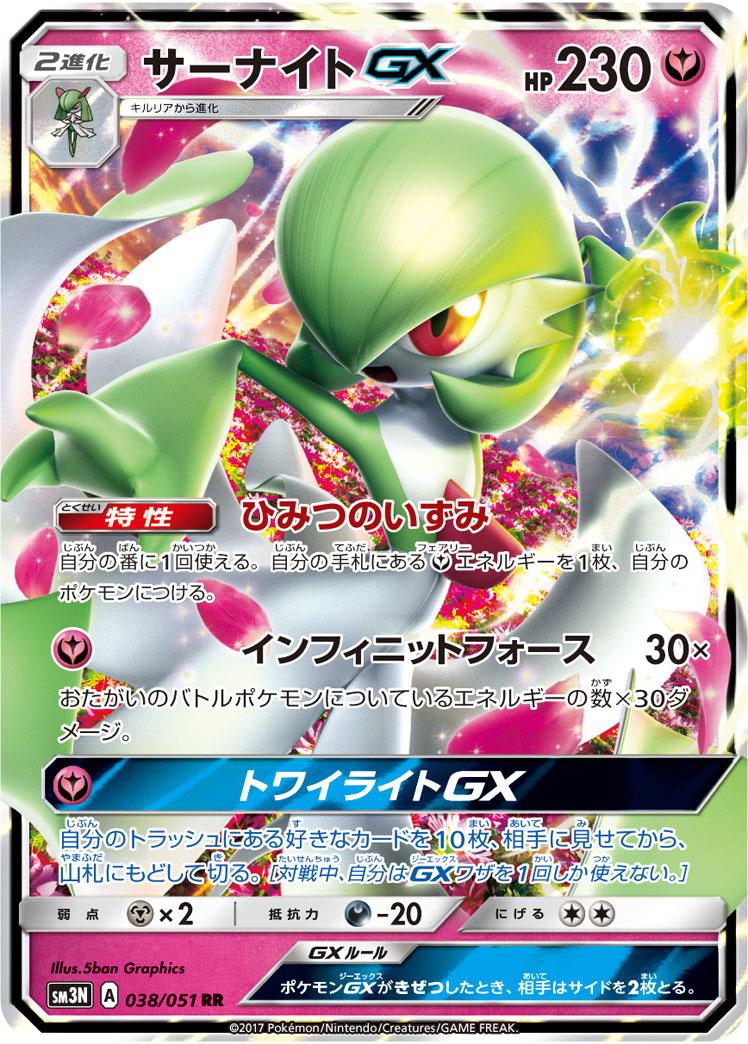 2進化
サーナイトGX
HP 230
キルリアから進化
とくせい
特性 ひみつのいずみ
自分の番に1回使える。自分の手札にあるエネルギーを1枚、自分の
ポケモンにつける。
インフィニットフォース 30×
おたがいのバトルポケモンについているエネルギーの数×30ダ
メージ。
トワイライトGX
自分のトラッシュにある好きなカードを10枚、相手に見せてから、
山札にもどして切る。[対戦中、自分はGXワザを1回しか使えない。]
弱点 ×2 抵抗力 -20 にげる
GXルール
Illus.5ban Graphics
ポケモンGXがきぜつしたとき、相手はサイドを2枚とる。
SM3N A 038/051 RR
©2017 Pokémon/Nintendo/Creatures/GAME FREAK.